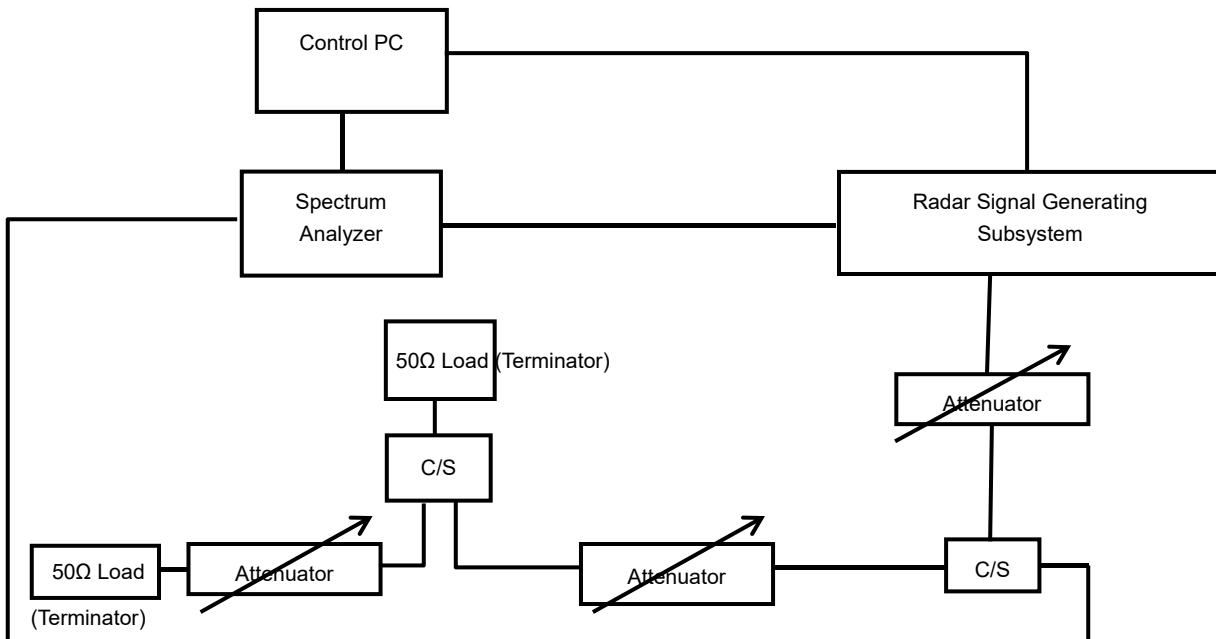 Control PC
Spectrum
Analyzer
Radar Signal Generating
Subsystem
50Ω Load (Terminator)
Attenuator
C/S
50Ω Load
(Terminator)
Attenuator
Attenuator
C/S